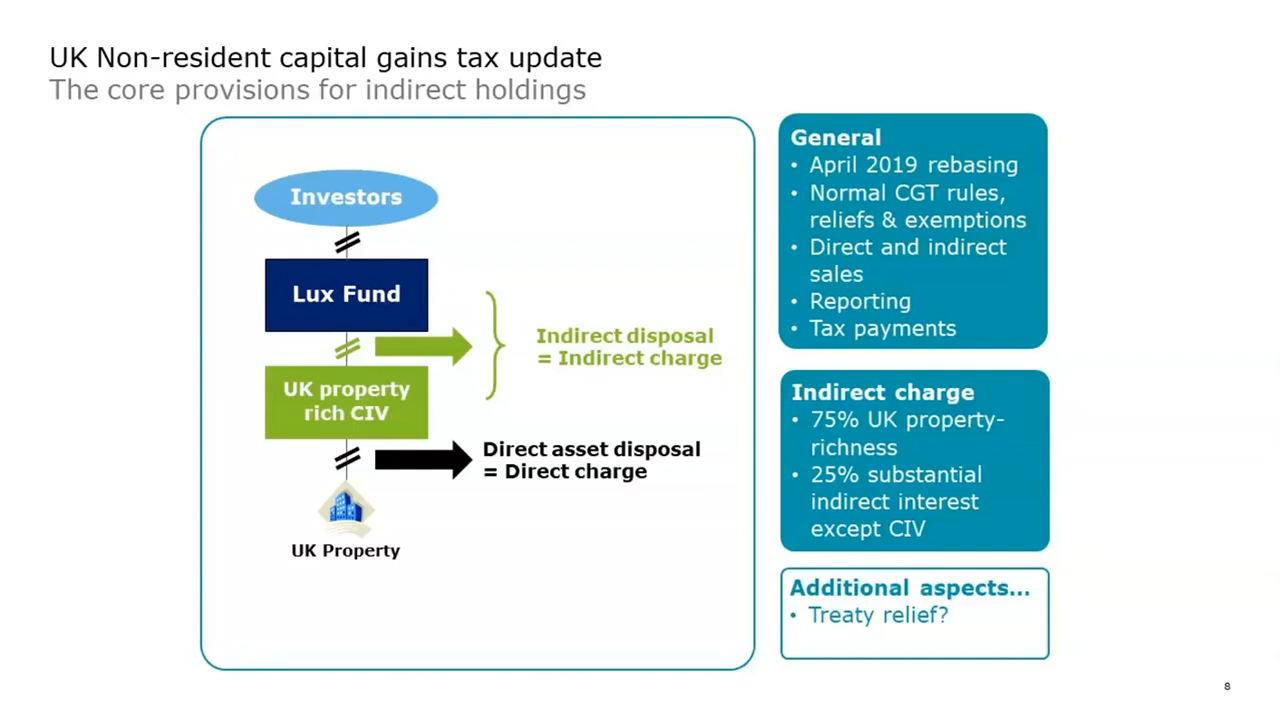 UK Non-resident capital gains tax update
The core provisions for indirect holdings
Investors
Lux Fund
Indirect disposal
= Indirect charge
UK property
rich CIV
Direct asset disposal
= Direct charge
UK Property
General
• April 2019 rebasing
• Normal CGT rules,
reliefs & exemptions
• Direct and indirect
sales
• Reporting
• Tax payments
Indirect charge
• 75% UK property-
richness
• 25% substantial
indirect interest
except CIV
Additional aspects...
• Treaty relief?
8